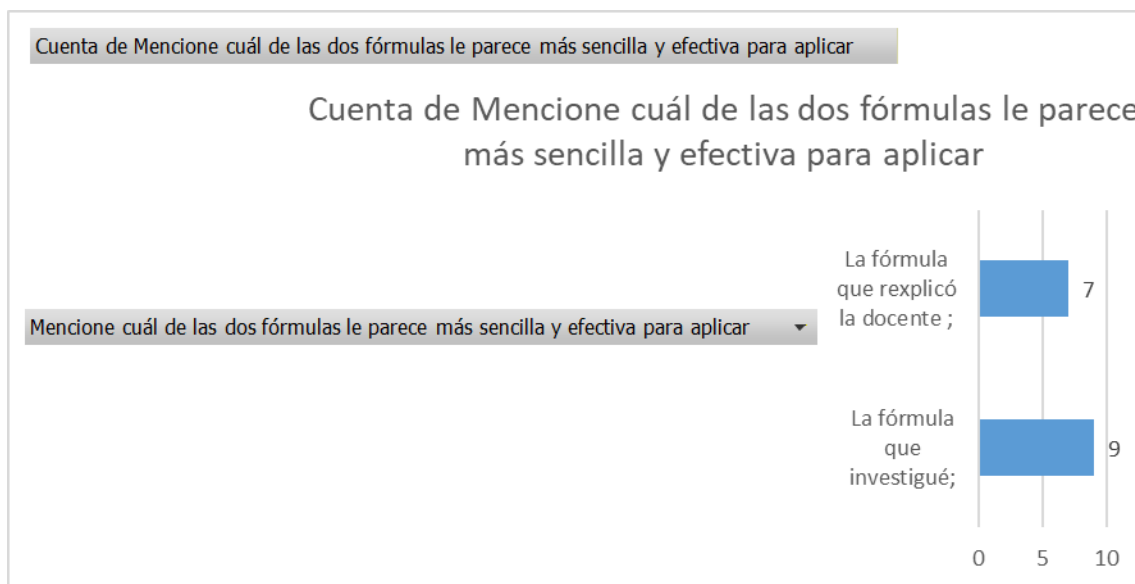 Cuenta de Mencione cuál de las dos fórmulas le parece más sencilla y efectiva para aplicar
Cuenta de Mencione cuál de las dos fórmulas le parece
más sencilla y efectiva para aplicar
Mencione cuál de las dos fórmulas le parece más sencilla y efectiva para aplicar
La fórmula
que rexplicó
la docente ;
7
La fórmula
que
investigué;
9
0 5 10